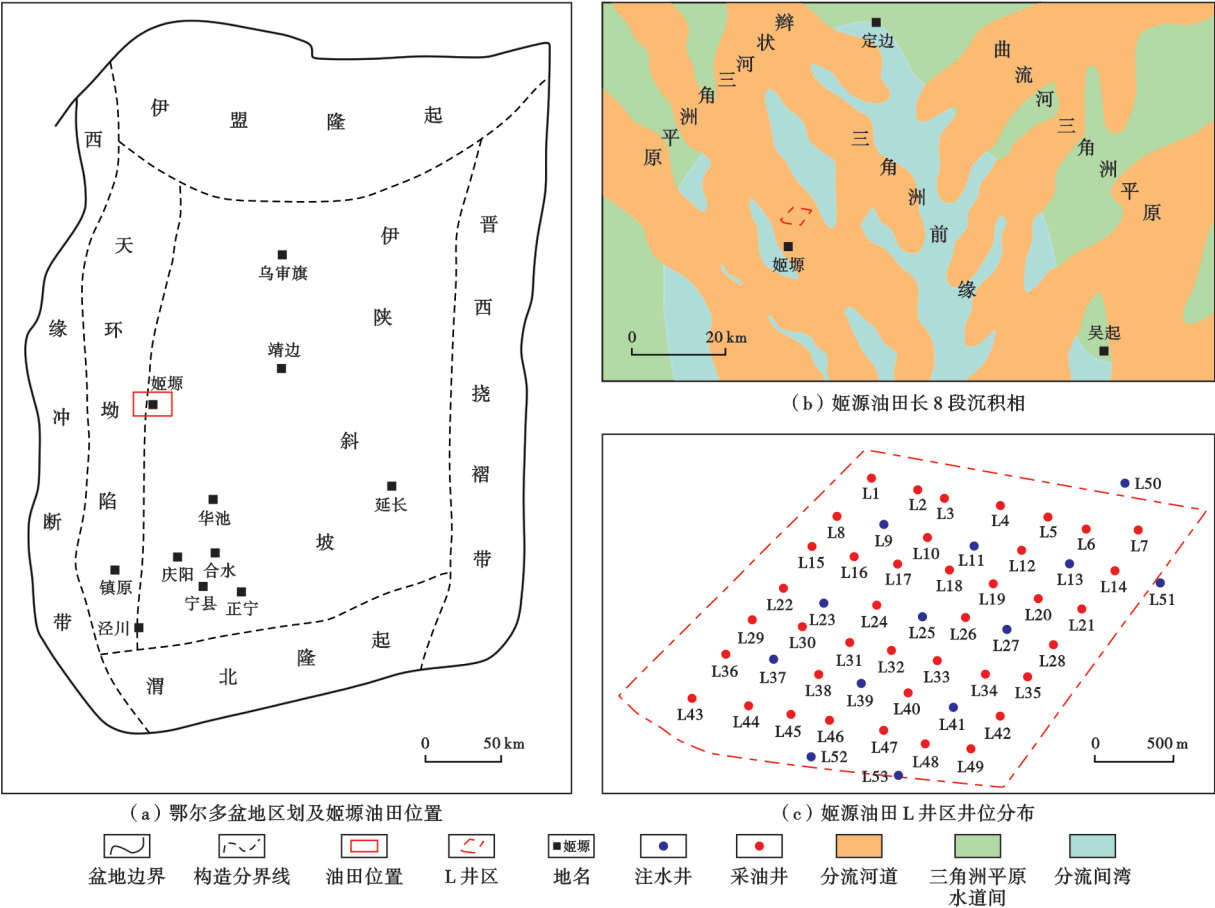 伊盟隆起
西缘冲断带
天环坳陷
伊陕斜坡
晋西挠褶带
渭北隆起
乌审旗
靖边
姬塬
延长
华池
庆阳
合水
镇原
宁县
正宁
泾川
0 50 km
(a)鄂尔多盆地区划及姬塬油田位置
辫状河三角洲平原
定边
曲流河三角洲平原
三角洲前缘
姬塬
吴起
0 20 km
(b)姬源油田长8段沉积相
L50
L1
L2
L3
L4
L5
L6
L7
L8
L9
L10
L11
L12
L13
L14
L15
L16
L17
L18
L19
L20
L51
L21
L22
L23
L24
L25
L26
L27
L28
L29
L30
L31
L32
L33
L34
L35
L36
L37
L38
L39
L40
L41
L42
L43
L44
L45
L46
L47
L48
L49
L52
L53
0 500 m
(c)姬源油田L井区井位分布
姬塬
盆地边界
构造分界线
油田位置
L井区
地名
注水井
采油井
分流河道
三角洲平原
水道间
分流间湾